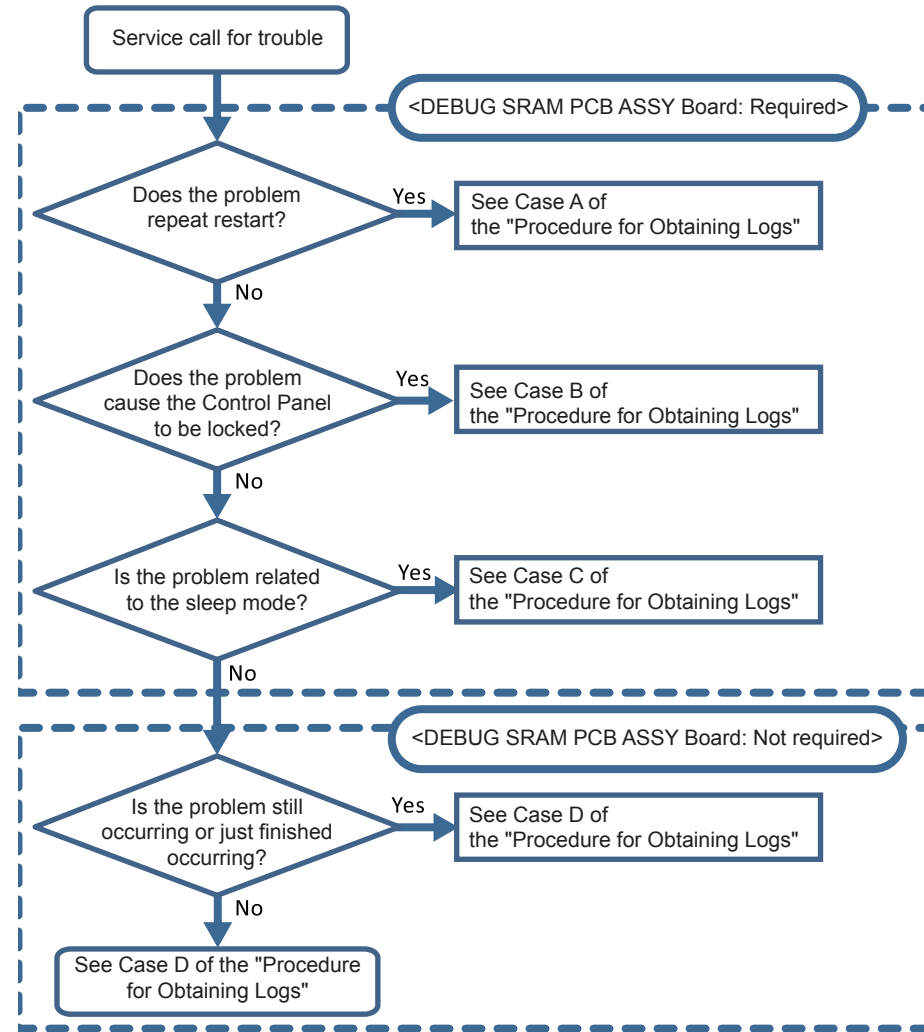 Service call for trouble
<DEBUG SRAM PCB ASSY Board: Required>
Does the problem
repeat restart?
Yes
See Case A of
the "Procedure for Obtaining Logs"
No
Does the problem
cause the Control Panel
to be locked?
Yes
See Case B of
the "Procedure for Obtaining Logs"
No
Is the problem related
to the sleep mode?
Yes
See Case C of
the "Procedure for Obtaining Logs"
No
<DEBUG SRAM PCB ASSY Board: Not required>
Is the problem still
occurring or just finished
occurring?
Yes
See Case D of
the "Procedure for Obtaining Logs"
No
See Case D of the "Procedure
for Obtaining Logs"